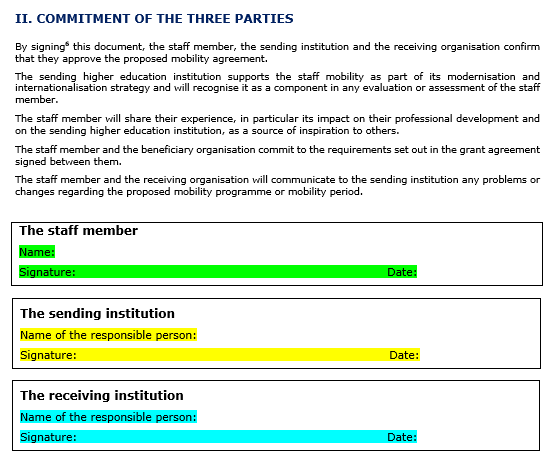 II. COMMITMENT OF THE THREE PARTIES
By signing⁶ this document, the staff member, the sending institution and the receiving organisation confirm
that they approve the proposed mobility agreement.
The sending higher education institution supports the staff mobility as part of its modernisation and
internationalisation strategy and will recognise it as a component in any evaluation or assessment of the staff
member.
The staff member will share their experience, in particular its impact on their professional development and
on the sending higher education institution, as a source of inspiration to others.
The staff member and the beneficiary organisation commit to the requirements set out in the grant agreement
signed between them.
The staff member and the receiving organisation will communicate to the sending institution any problems or
changes regarding the proposed mobility programme or mobility period.
The staff member
Name:
Signature: Date:
The sending institution
Name of the responsible person:
Signature: Date:
The receiving institution
Name of the responsible person:
Signature: Date: